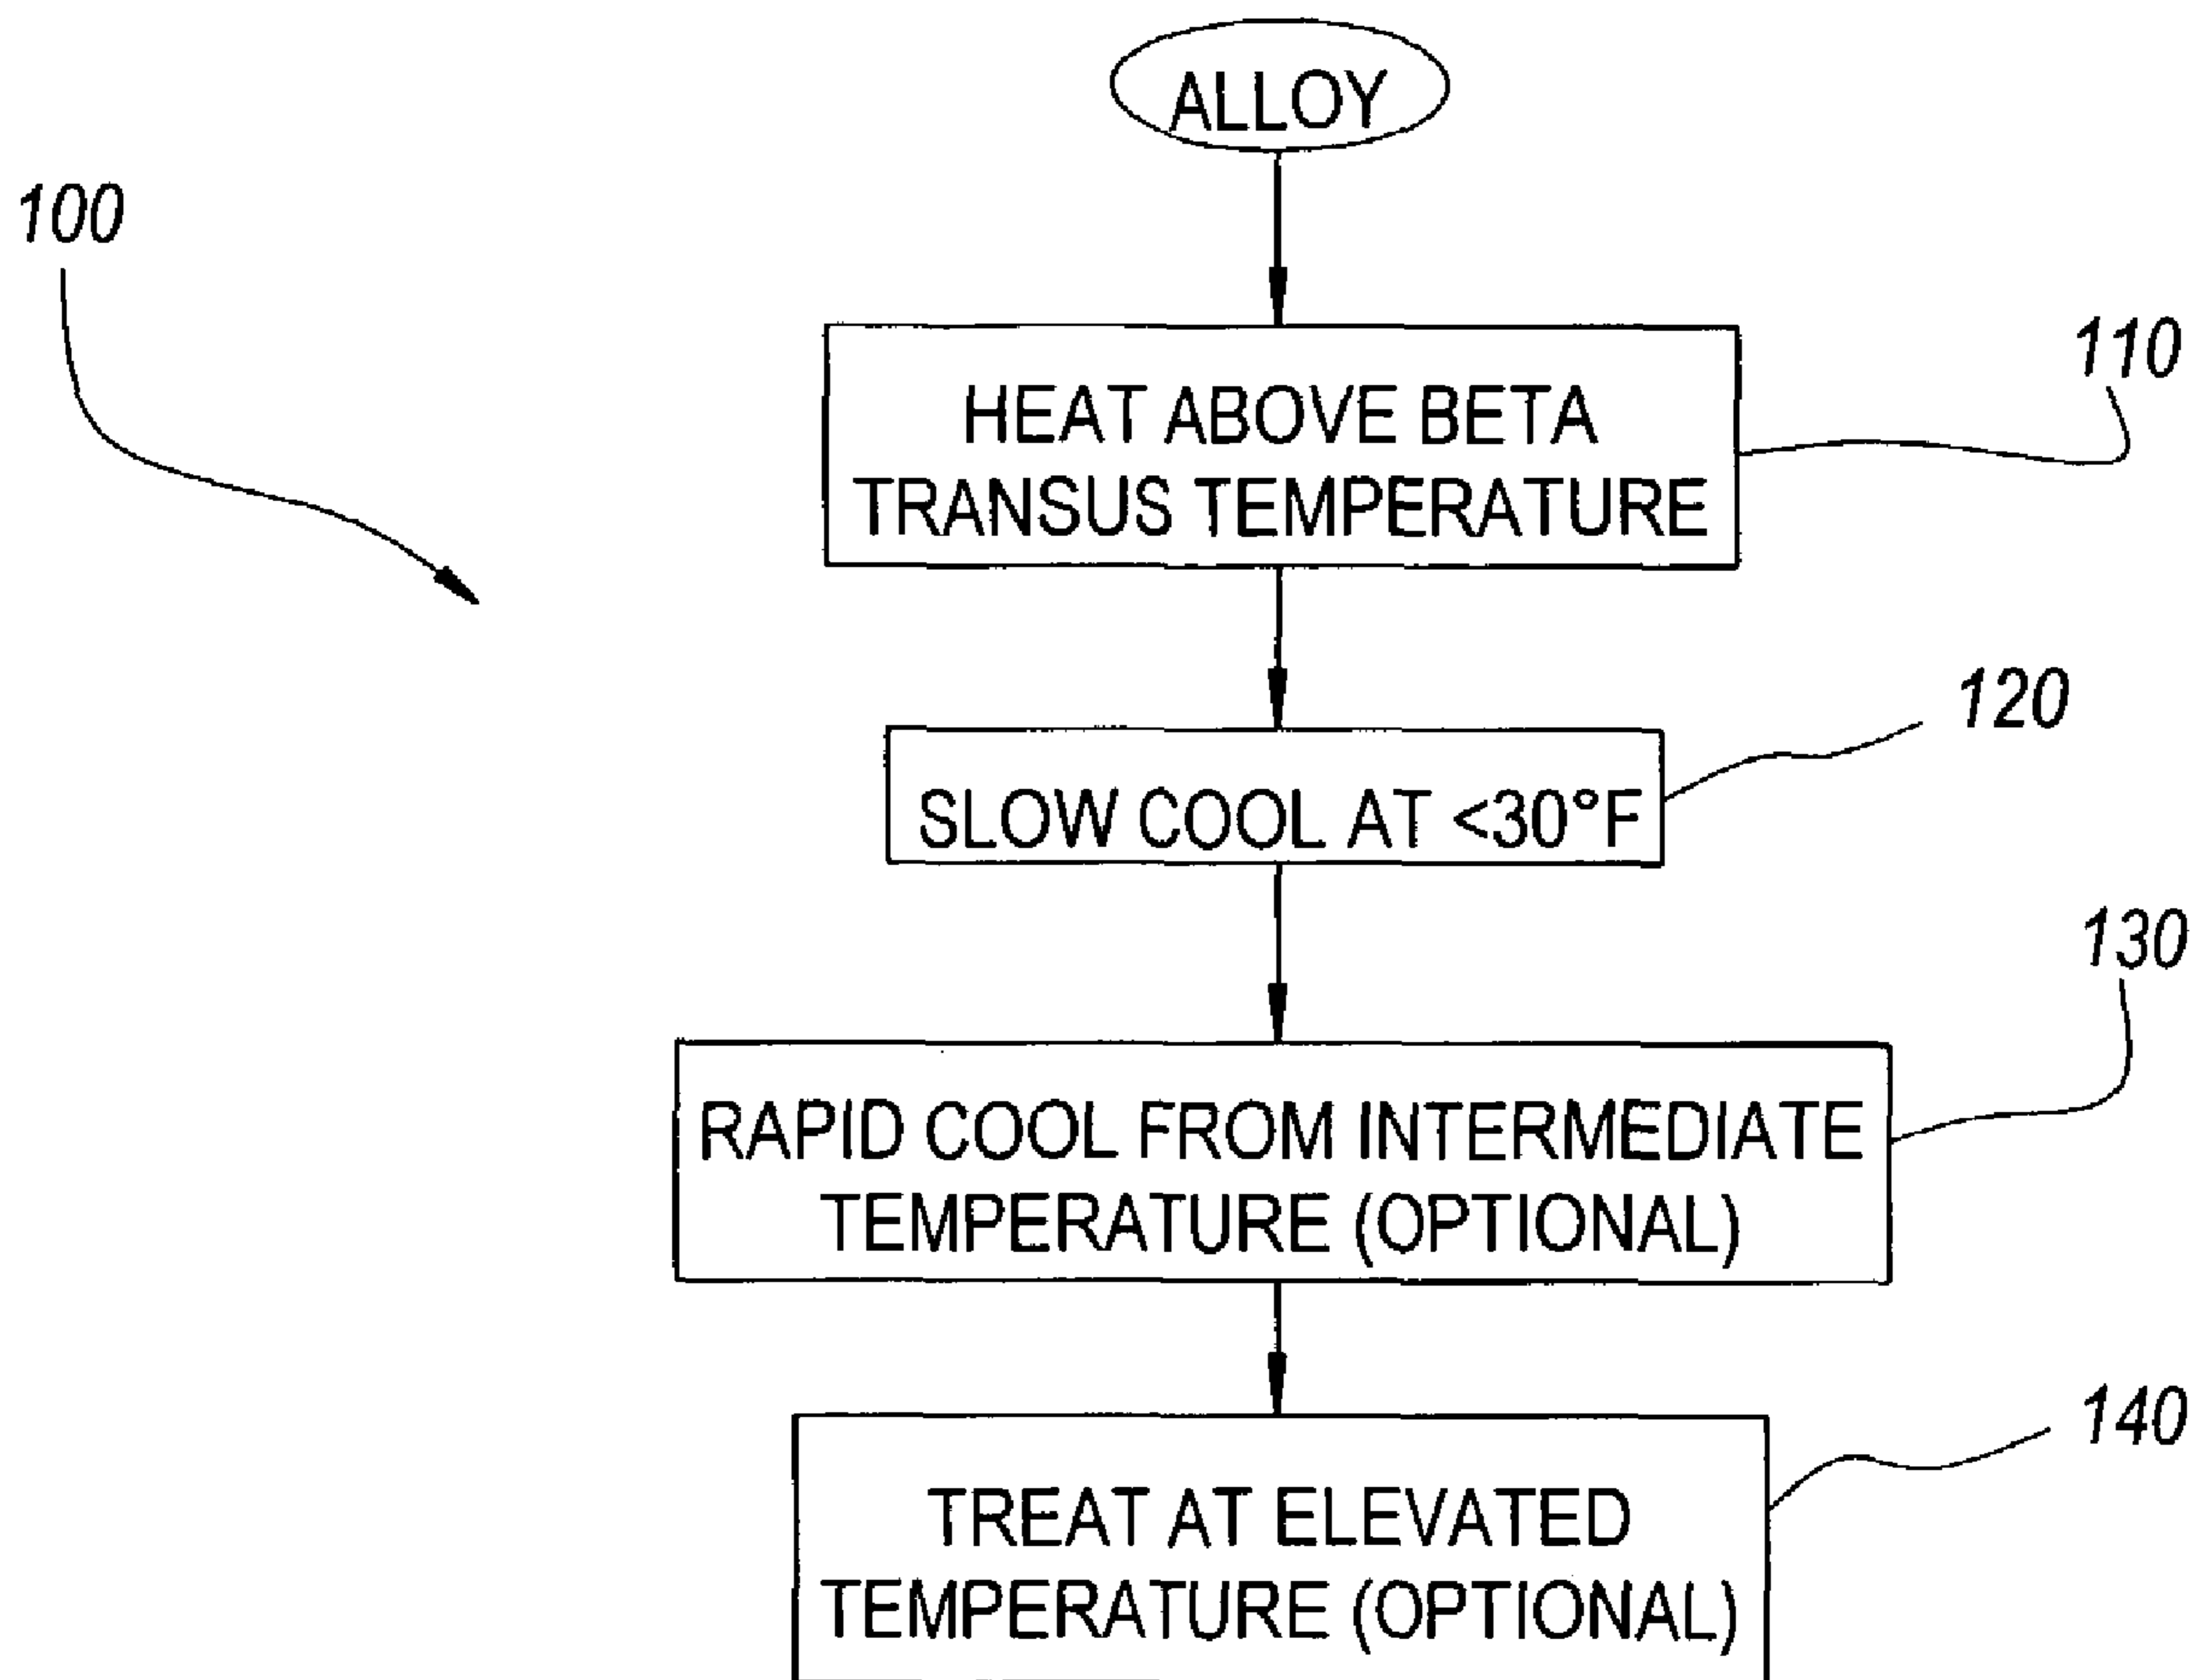 ALLOY
100
HEAT ABOVE BETA
TRANSUS TEMPERATURE
110
SLOW COOL AT <30°F
120
RAPID COOL FROM INTERMEDIATE
TEMPERATURE (OPTIONAL)
130
TREAT AT ELEVATED
TEMPERATURE (OPTIONAL)
140